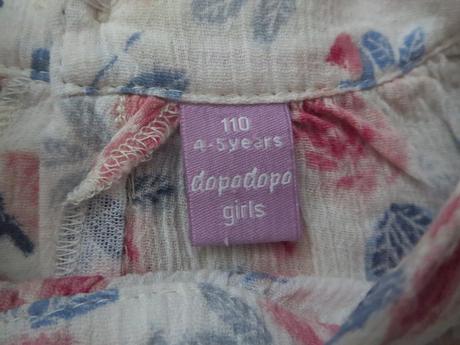 110
4-5years
dopodopo
girls